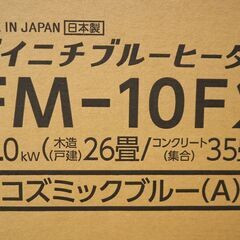 IN JAPAN 日本製
イニチブルーヒータ
FM-10F
.0kW(木造(戸建)26畳/コンクリート(集合)35
コズミックブルー(A)